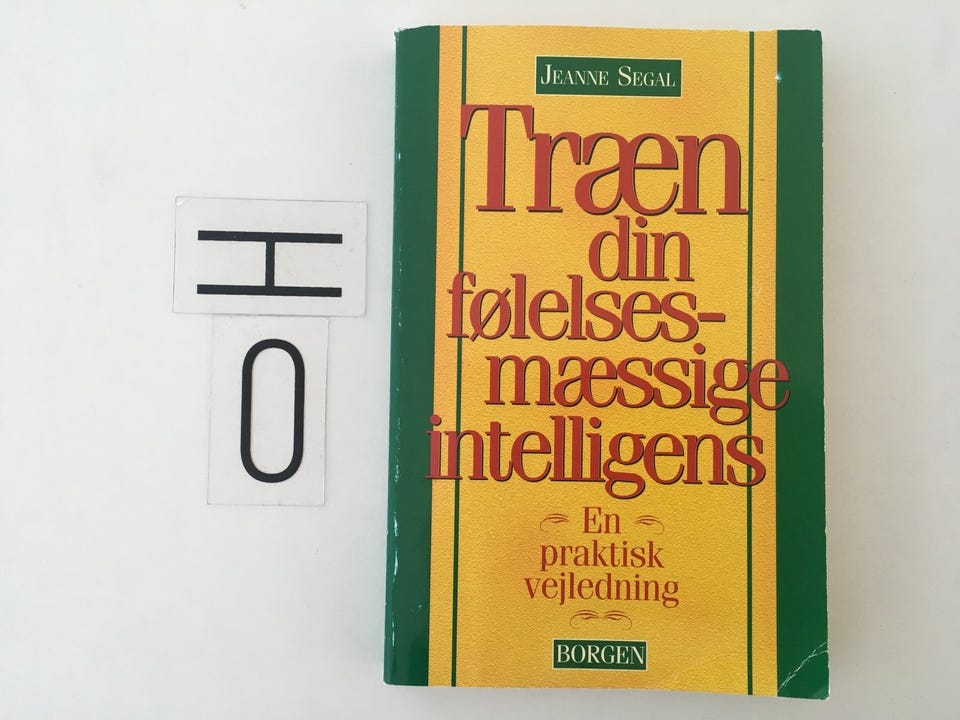 H
O
JEANNE SEGAL
Træn
din
følelses-
mæssige
intelligens
En
praktisk
vejledning
BORGEN